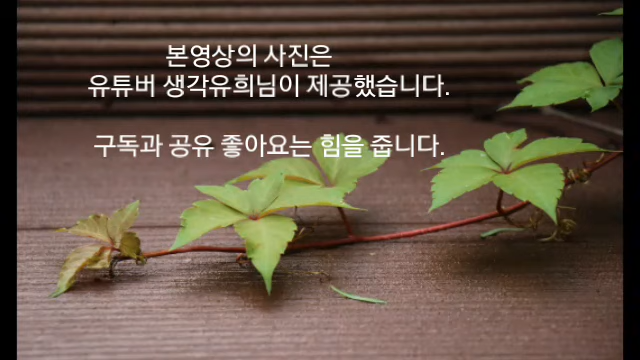 본영상의 사진은
유튜버 생각유희님이 제공했습니다.
구독과 공유 좋아요는 힘을 줍니다.